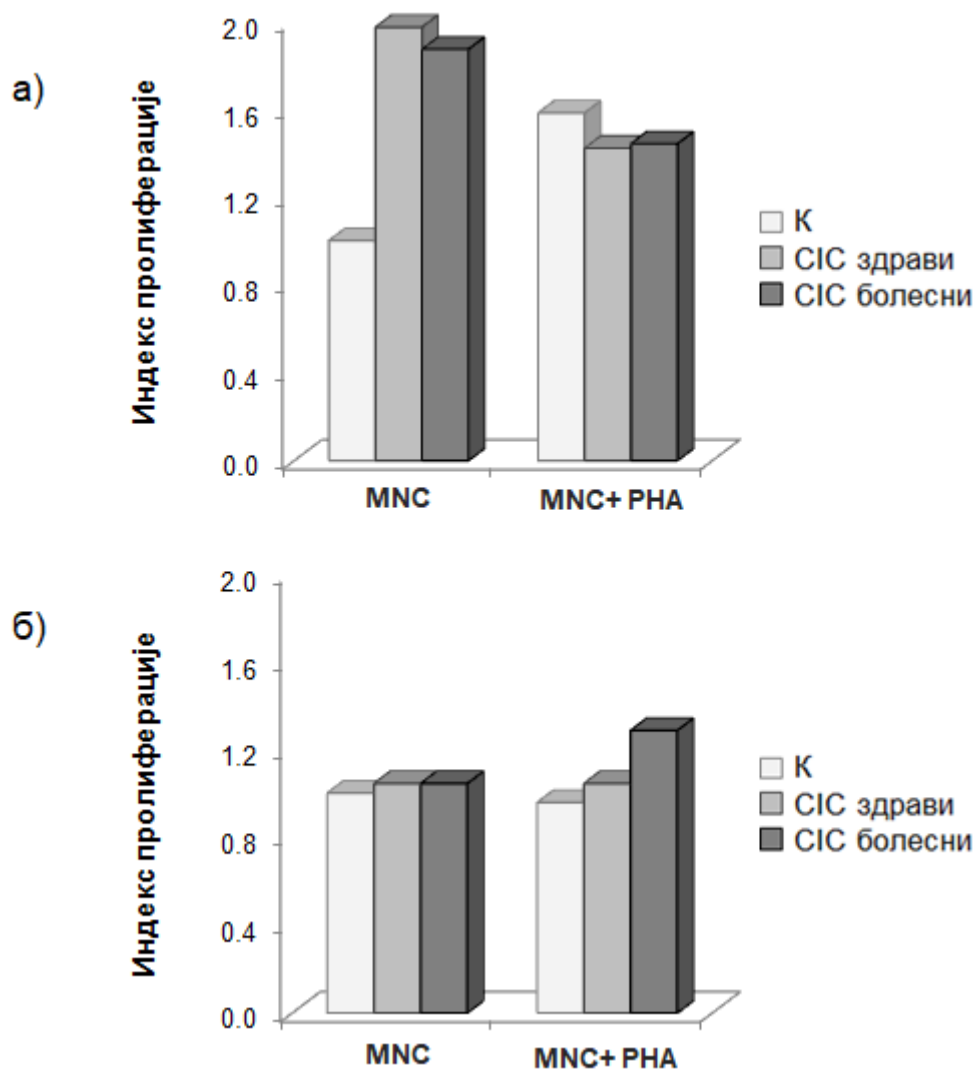 а)
Индекс пролиферације
2.0
1.6
1.2
0.8
0.4
0.0
MNC
MNC+ PHA
К
CIC здрави
CIC болесни
б)
Индекс пролиферације
2.0
1.6
1.2
0.8
0.4
0.0
MNC
MNC+ PHA
К
CIC здрави
CIC болесни